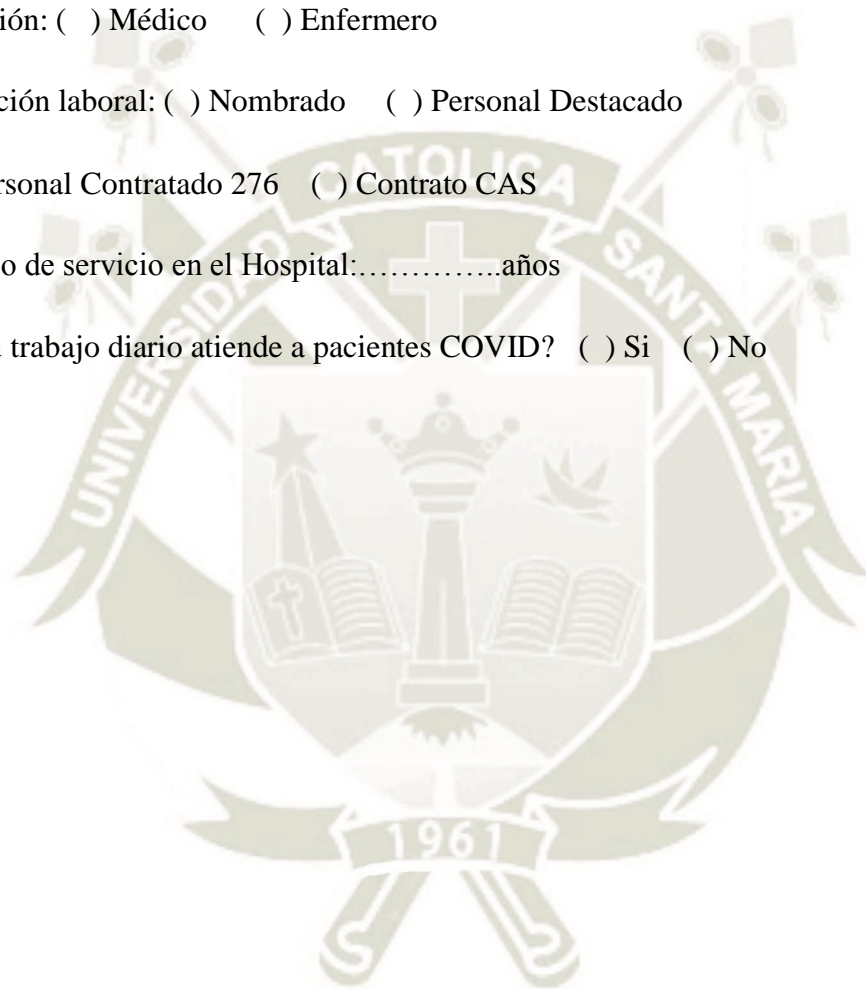 ión: ( ) Médico ( ) Enfermero
ción laboral: ( ) Nombrado ( ) Personal Destacado
rsonal Contratado 276 ( ) Contrato CAS
o de servicio en el Hospital:…………..años
trabajo diario atiende a pacientes COVID? ( ) Si ( ) No
UNIVERSIDAD CATOLICA SANTA MARIA
1961